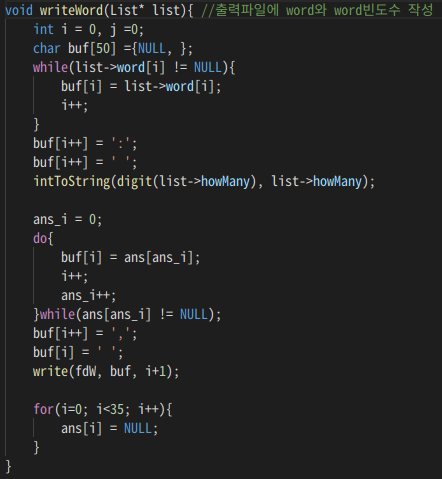 void writeWord(List* list){ //출력파일에 word와 word빈도수 작성
    int i = 0, j =0;
    char buf[50] ={NULL, };
    while(list->word[i] != NULL){
        buf[i] = list->word[i];
        i++;
    }
    buf[i++] = ':';
    buf[i++] = ' ';
    intToString(digit(list->howMany), list->howMany);

    ans_i = 0;
    do{
        buf[i] = ans[ans_i];
        i++;
        ans_i++;
    }while(ans[ans_i] != NULL);
    buf[i++] = ',';
    buf[i] = ' ';
    write(fdW, buf, i+1);

    for(i=0; i<35; i++){
        ans[i] = NULL;
    }
}